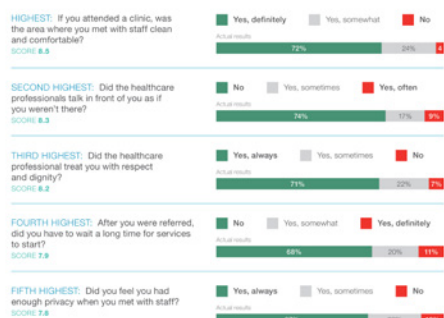 HIGHEST: If you attended a clinic, was
the area where you met with staff clean
and comfortable?
SCORE 8.5
Yes, definitely Yes, somewhat No
Actual results
72% 24% 4
SECOND HIGHEST: Did the healthcare
professionals talk in front of you as if
you weren't there?
SCORE 8.3
No Yes, sometimes Yes, often
Actual results
74% 17% 9%
THIRD HIGHEST: Did the healthcare
professional treat you with respect
and dignity?
SCORE 8.2
Yes, always Yes, sometimes No
Actual results
71% 22% 7%
FOURTH HIGHEST: After you were referred,
did you have to wait a long time for services
to start?
SCORE 7.9
No Yes, somewhat Yes, definitely
Actual results
68% 20% 11%
FIFTH HIGHEST: Did you feel you had
enough privacy when you met with staff?
SCORE 7.8
Yes, always Yes, sometimes No
Actual results